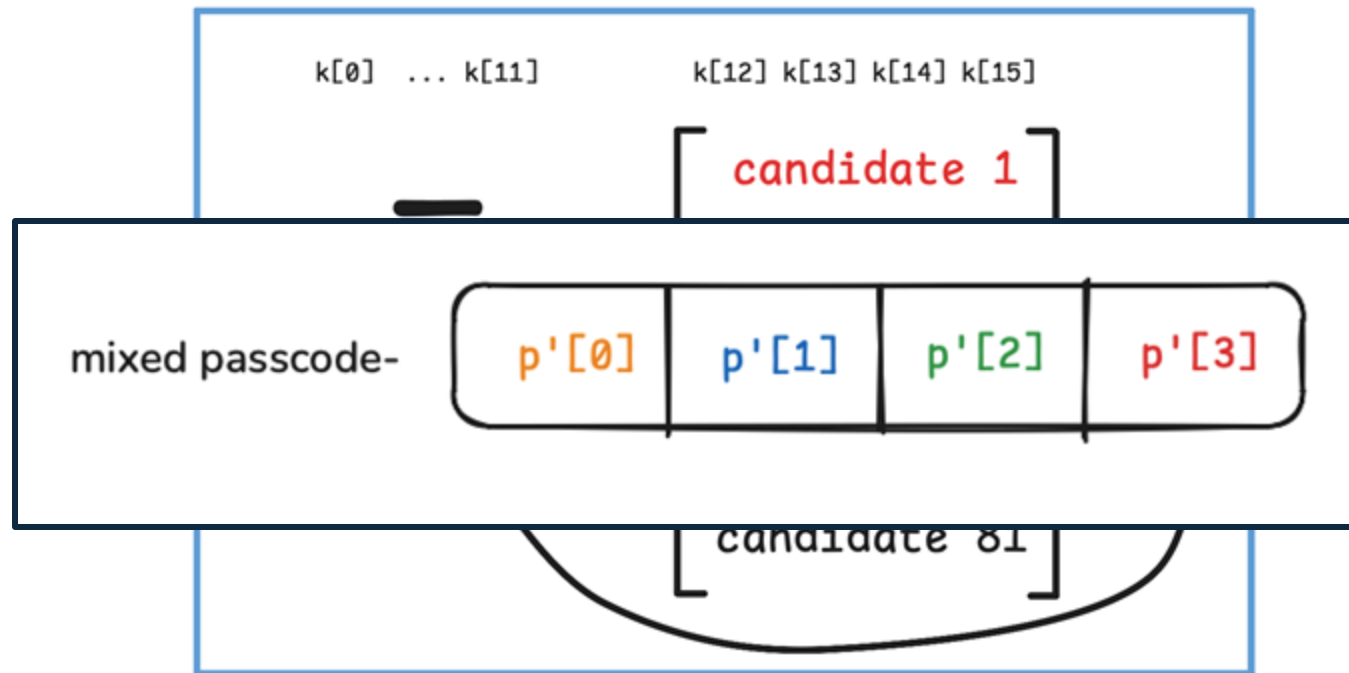 k[0] ... k[11] k[12] k[13] k[14] k[15]
candidate 1
mixed passcode- p'[0] p'[1] p'[2] p'[3]
candidate 81